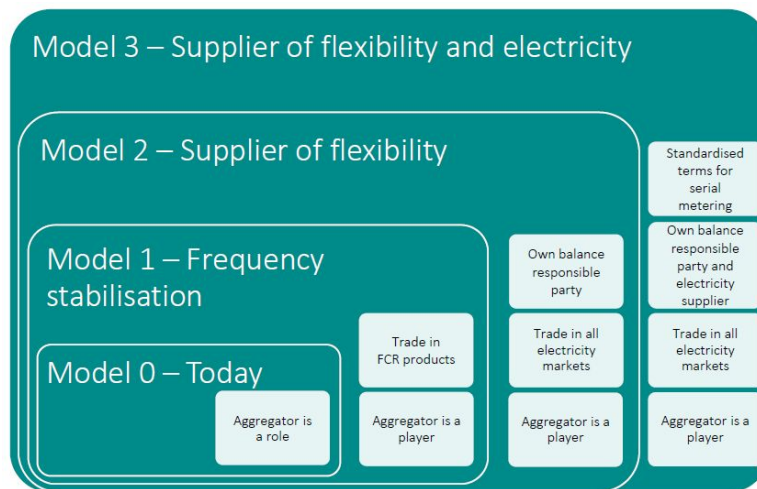 Model 3 – Supplier of flexibility and electricity
Model 2 – Supplier of flexibility
Model 1 – Frequency
stabilisation
Model 0 – Today
Aggregator is
a role
Trade in
FCR products
Aggregator is a
player
Own balance
responsible
party
Trade in all
electricity
markets
Aggregator is a
player
Standardised
terms for
serial
metering
Own balance
responsible
party and
electricity
supplier
Trade in all
electricity
markets
Aggregator is a
player